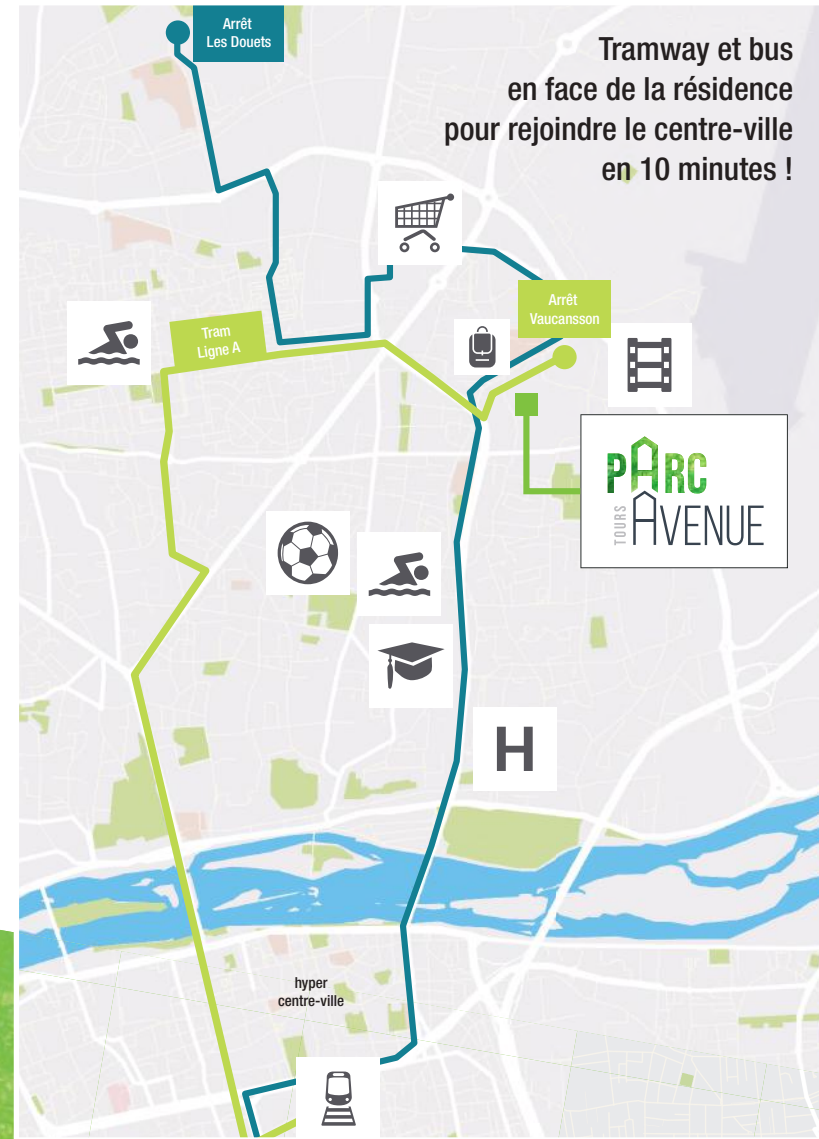 Arrêt
Les Douets
Tramway et bus
en face de la résidence
pour rejoindre le centre-ville
en 10 minutes !
Arrêt
Vaucansson
Tram
Ligne A
PARC
TOURS
AVENUE
H
hyper
centre-ville